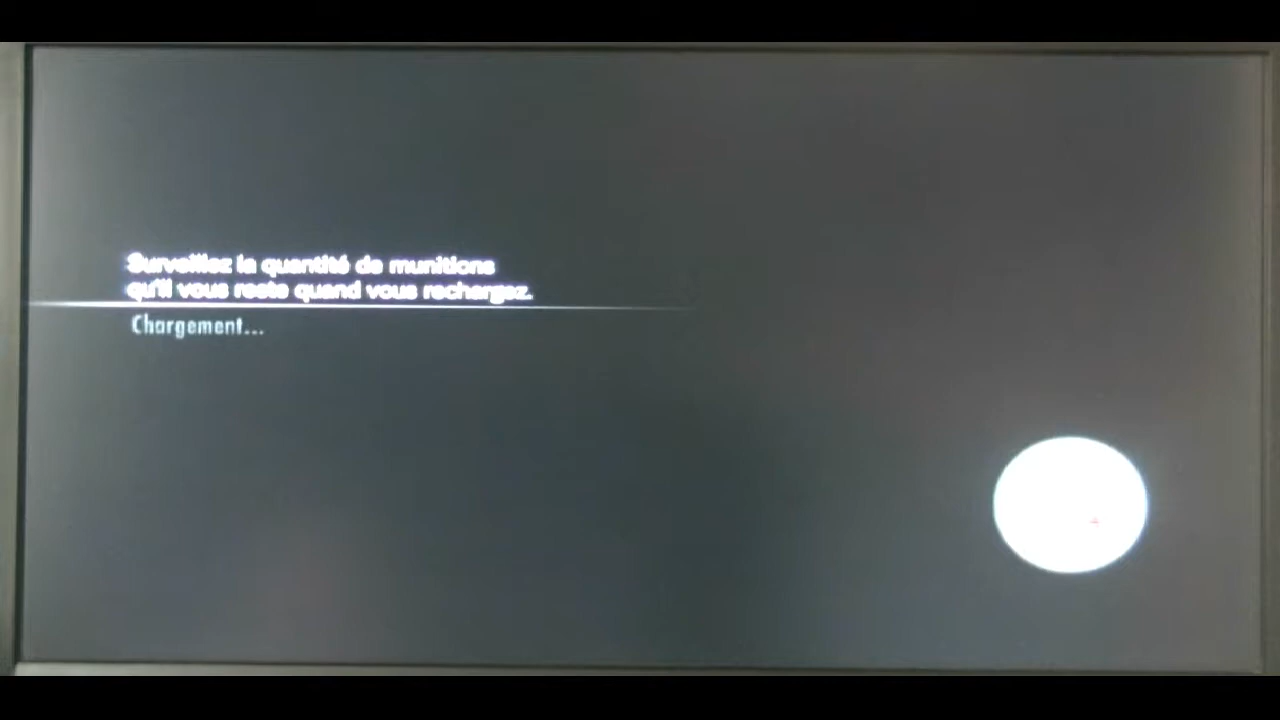 Surveillez la quantité de munitions
qu'il vous reste quand vous rechargez.
Chargement...